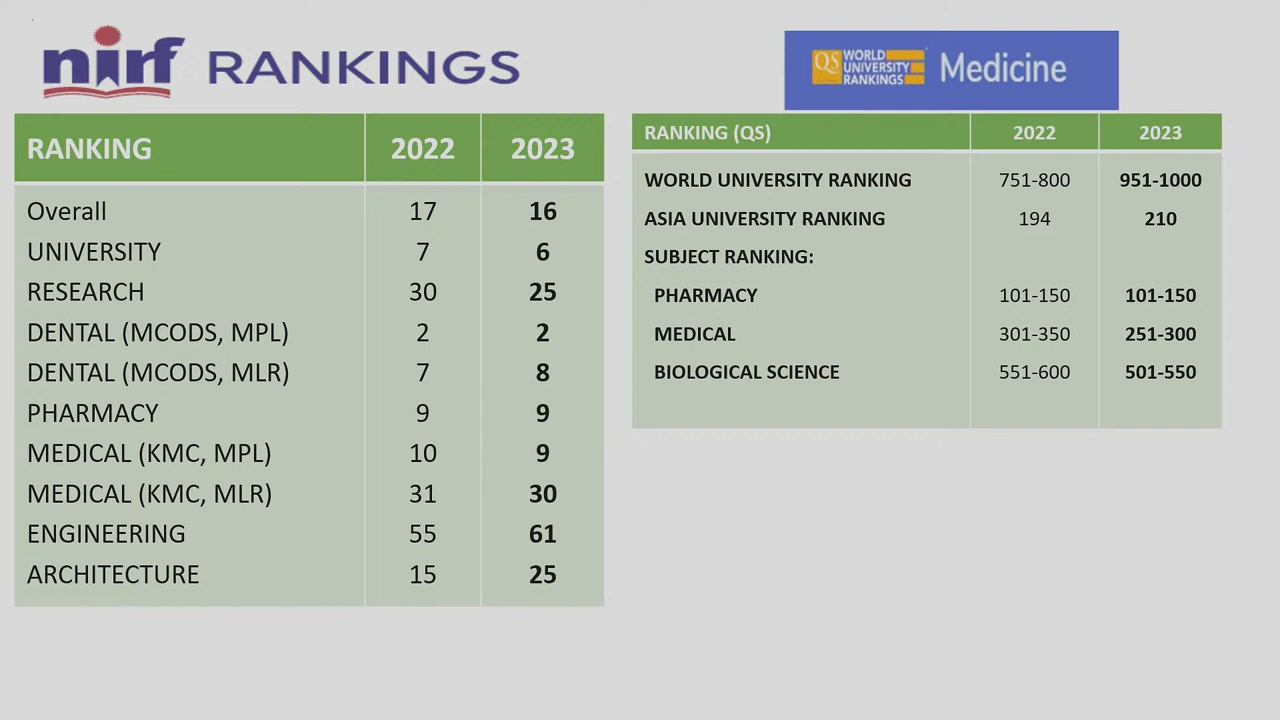 nirf RANKINGS
RANKING 2022 2023
Overall 17 16
UNIVERSITY 7 6
RESEARCH 30 25
DENTAL (MCODS, MPL) 2 2
DENTAL (MCODS, MLR) 7 8
PHARMACY 9 9
MEDICAL (KMC, MPL) 10 9
MEDICAL (KMC, MLR) 31 30
ENGINEERING 55 61
ARCHITECTURE 15 25
QS WORLD
UNIVERSITY
RANKINGS
Medicine
RANKING (QS) 2022 2023
WORLD UNIVERSITY RANKING 751-800 951-1000
ASIA UNIVERSITY RANKING 194 210
SUBJECT RANKING:
PHARMACY 101-150 101-150
MEDICAL 301-350 251-300
BIOLOGICAL SCIENCE 551-600 501-550